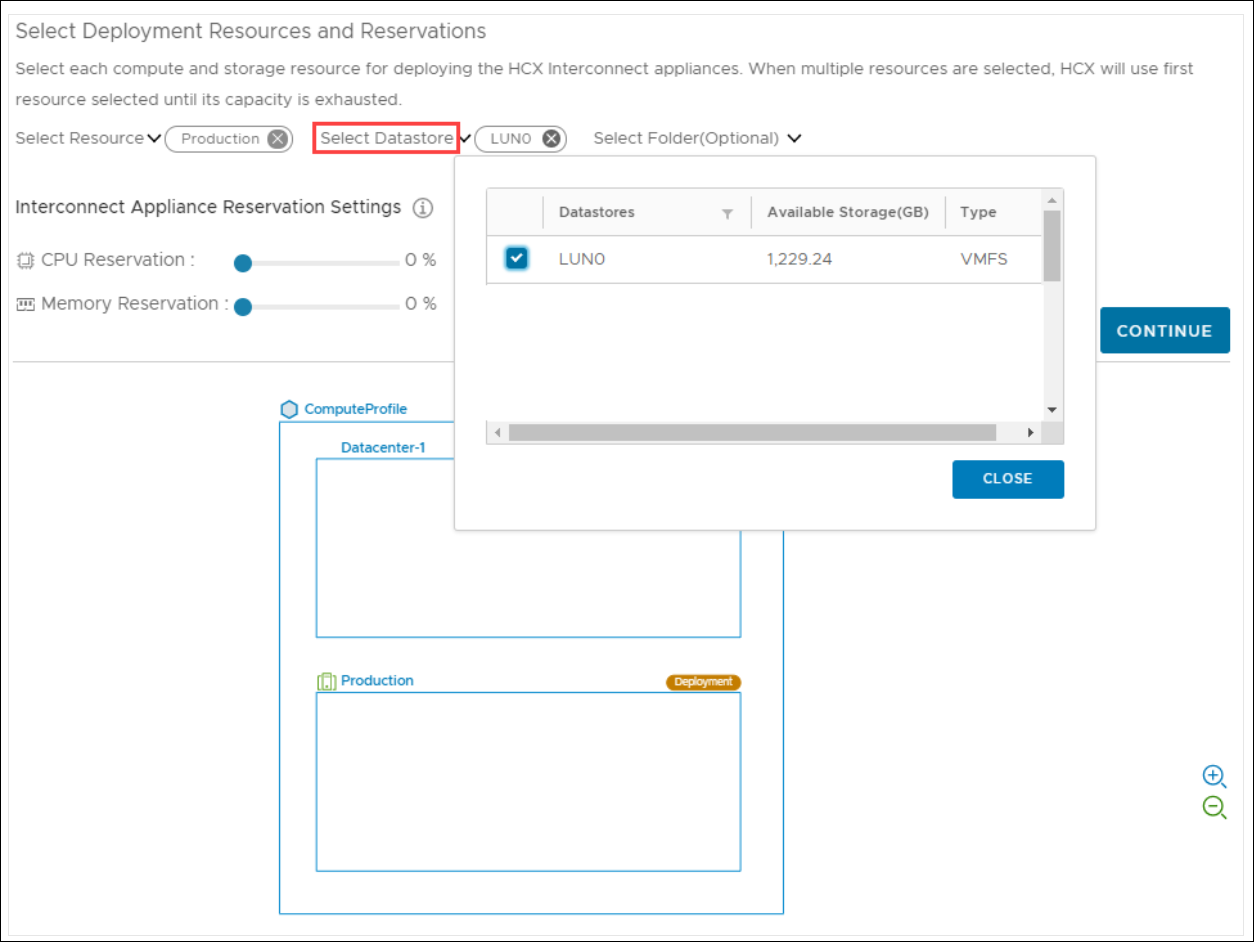 Select Deployment Resources and Reservations
Select each compute and storage resource for deploying the HCX Interconnect appliances. When multiple resources are selected, HCX will use first
resource selected until its capacity is exhausted.
Select Resource Production Select Datastore LUN0 Select Folder(Optional)
Datastores Available Storage(GB) Type
LUN0 1,229.24 VMFS
CLOSE
Interconnect Appliance Reservation Settings
CPU Reservation : 0 %
Memory Reservation : 0 %
CONTINUE
ComputeProfile
Datacenter-1
Production Deployment